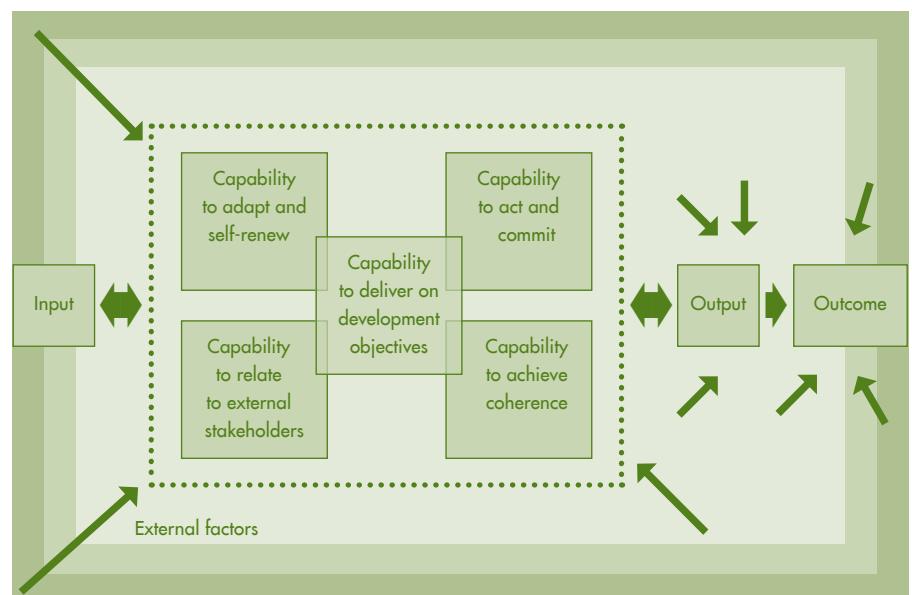 Capability
to adapt and
self-renew
Capability
to act and
commit
Capability
to deliver on
development
objectives
Input
Output
Outcome
Capability
to relate
to external
stakeholders
Capability
to achieve
coherence
External factors